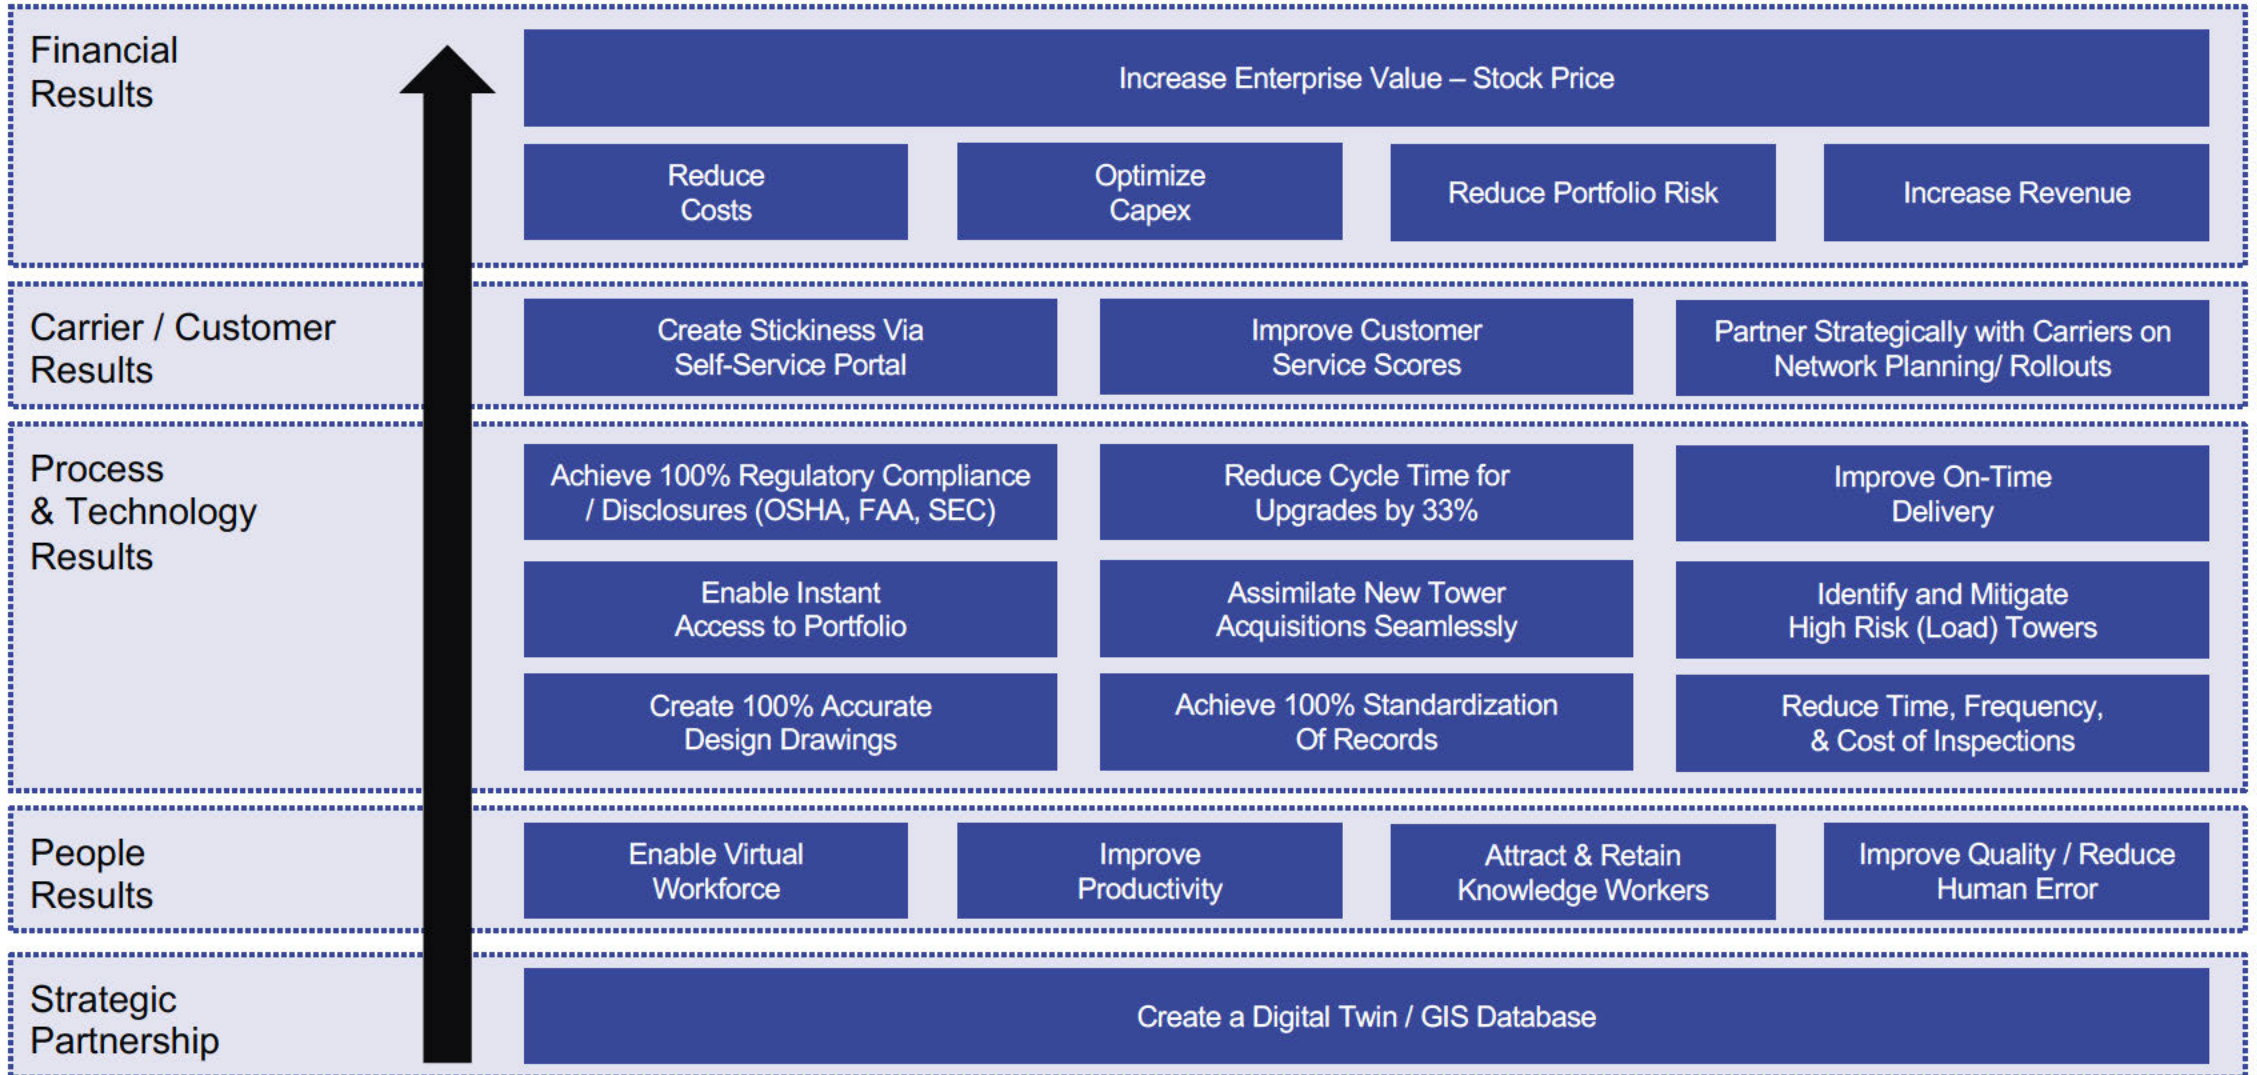 Financial
Results
Increase Enterprise Value – Stock Price
Reduce
Costs
Optimize
Capex
Reduce Portfolio Risk
Increase Revenue
Carrier / Customer
Results
Create Stickiness Via
Self-Service Portal
Improve Customer
Service Scores
Partner Strategically with Carriers on
Network Planning/ Rollouts
Process
& Technology
Results
Achieve 100% Regulatory Compliance
/ Disclosures (OSHA, FAA, SEC)
Reduce Cycle Time for
Upgrades by 33%
Improve On-Time
Delivery
Enable Instant
Access to Portfolio
Assimilate New Tower
Acquisitions Seamlessly
Identify and Mitigate
High Risk (Load) Towers
Create 100% Accurate
Design Drawings
Achieve 100% Standardization
Of Records
Reduce Time, Frequency,
& Cost of Inspections
People
Results
Enable Virtual
Workforce
Improve
Productivity
Attract & Retain
Knowledge Workers
Improve Quality / Reduce
Human Error
Strategic
Partnership
Create a Digital Twin / GIS Database